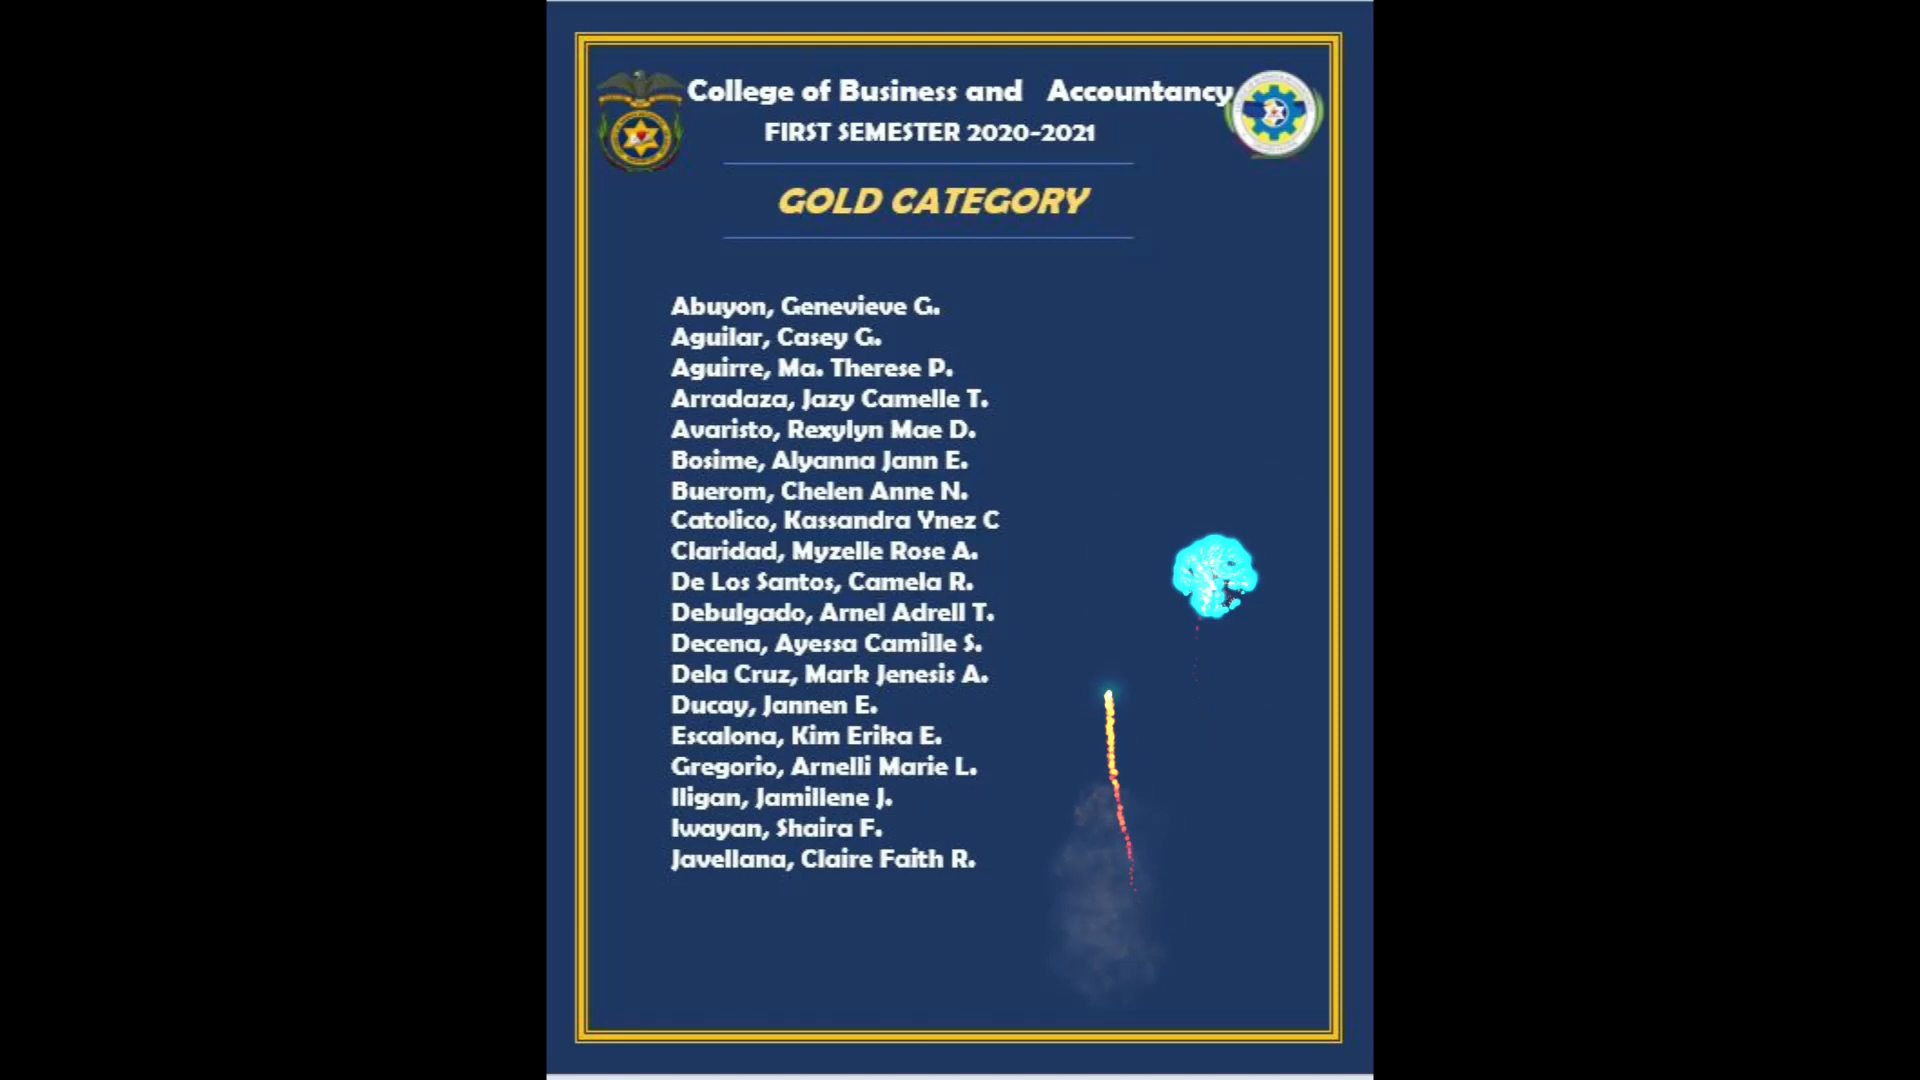 College of Business and Accountancy
FIRST SEMESTER 2020-2021
GOLD CATEGORY
Abuyon, Genevieve G.
Aguilar, Casey G.
Aguirre, Ma. Therese P.
Arradaza, Jazy Camelle T.
Avaristo, Rexylyn Mae D.
Bosime, Alyanna Jann E.
Buerom, Chelen Anne N.
Catolico, Kassandra Ynez C
Claridad, Myzelle Rose A.
De Los Santos, Camela R.
Debulgado, Arnel Adrell T.
Decena, Ayessa Camille S.
Dela Cruz, Mark Jenesis A.
Ducay, Jannen E.
Escalona, Kim Erika E.
Gregorio, Arnelli Marie L.
Iligan, Jamillene J.
Iwayan, Shaira F.
Javellana, Claire Faith R.